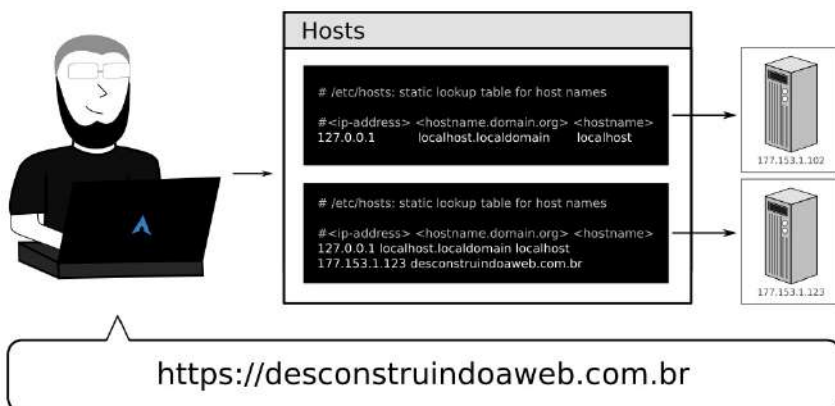 Hosts
# /etc/hosts: static lookup table for host names
#<ip-address> <hostname.domain.org> <hostname>
127.0.0.1 localhost.localdomain localhost
177.153.1.102
# /etc/hosts: static lookup table for host names
#<ip-address> <hostname.domain.org> <hostname>
127.0.0.1 localhost.localdomain localhost
177.153.1.123 desconstruindoaweb.com.br
177.153.1.123
https://desconstruindoaweb.com.br